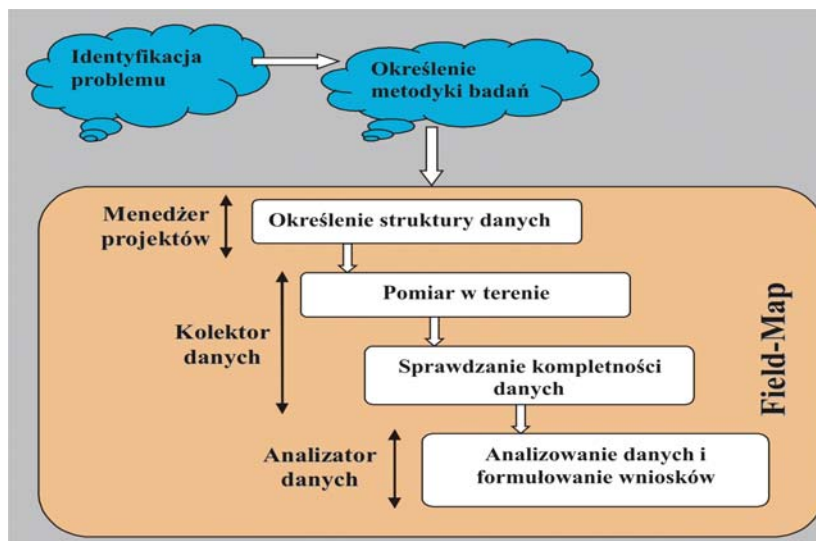 Identyfikacja
problemu
Określenie
metodyki badań
Menedżer
projektów
Określenie struktury danych
Pomiar w terenie
Kolektor
danych
Sprawdzanie kompletności
danych
Analizator
danych
Analizowanie danych i
formułowanie wniosków
Field-Map